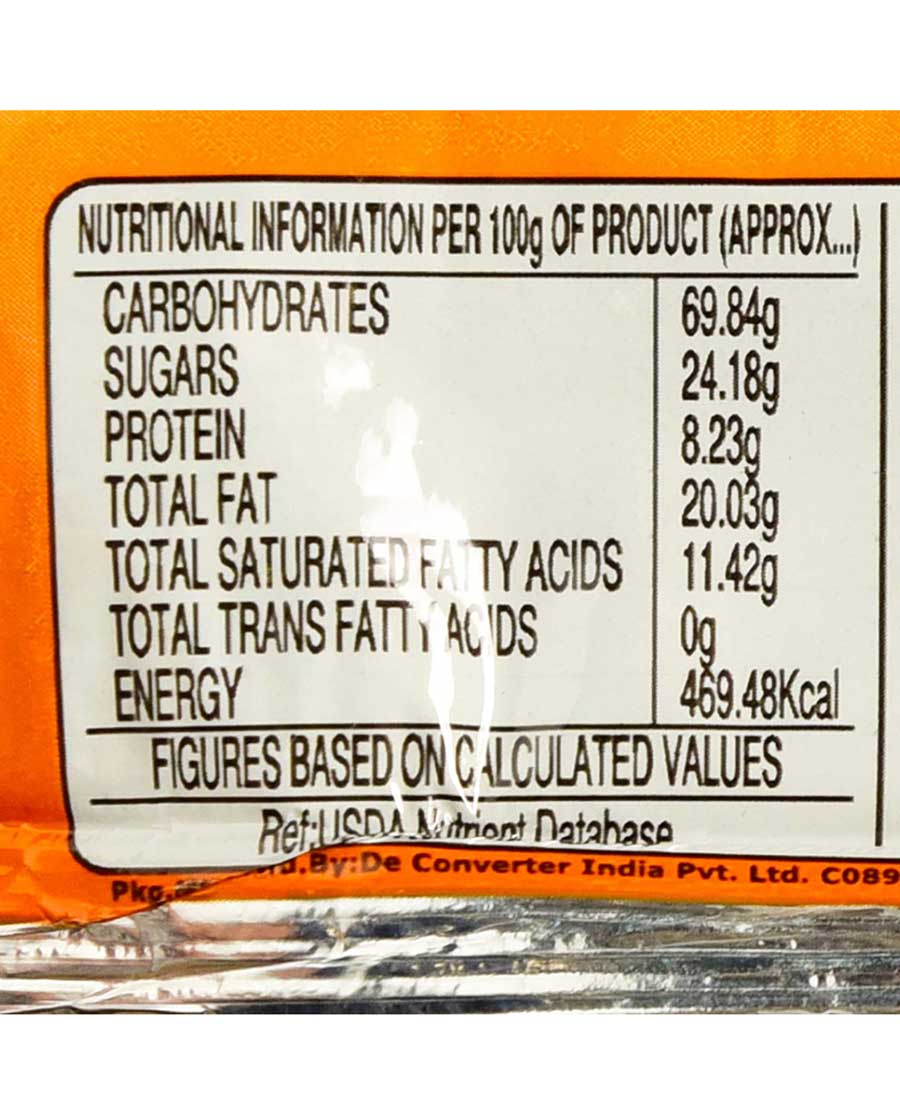 NUTRITIONAL INFORMATION PER 100g OF PRODUCT (APPROX...)
CARBOHYDRATES 69.84g
SUGARS 24.18g
PROTEIN 8.23g
TOTAL FAT 20.03g
TOTAL SATURATED FATTY ACIDS 11.42g
TOTAL TRANS FATTY ACIDS 0g
ENERGY 469.48Kcal
FIGURES BASED ON CALCULATED VALUES
Ref:USDA Nutrient Database
Pkg. By:De Converter India Pvt. Ltd. C089